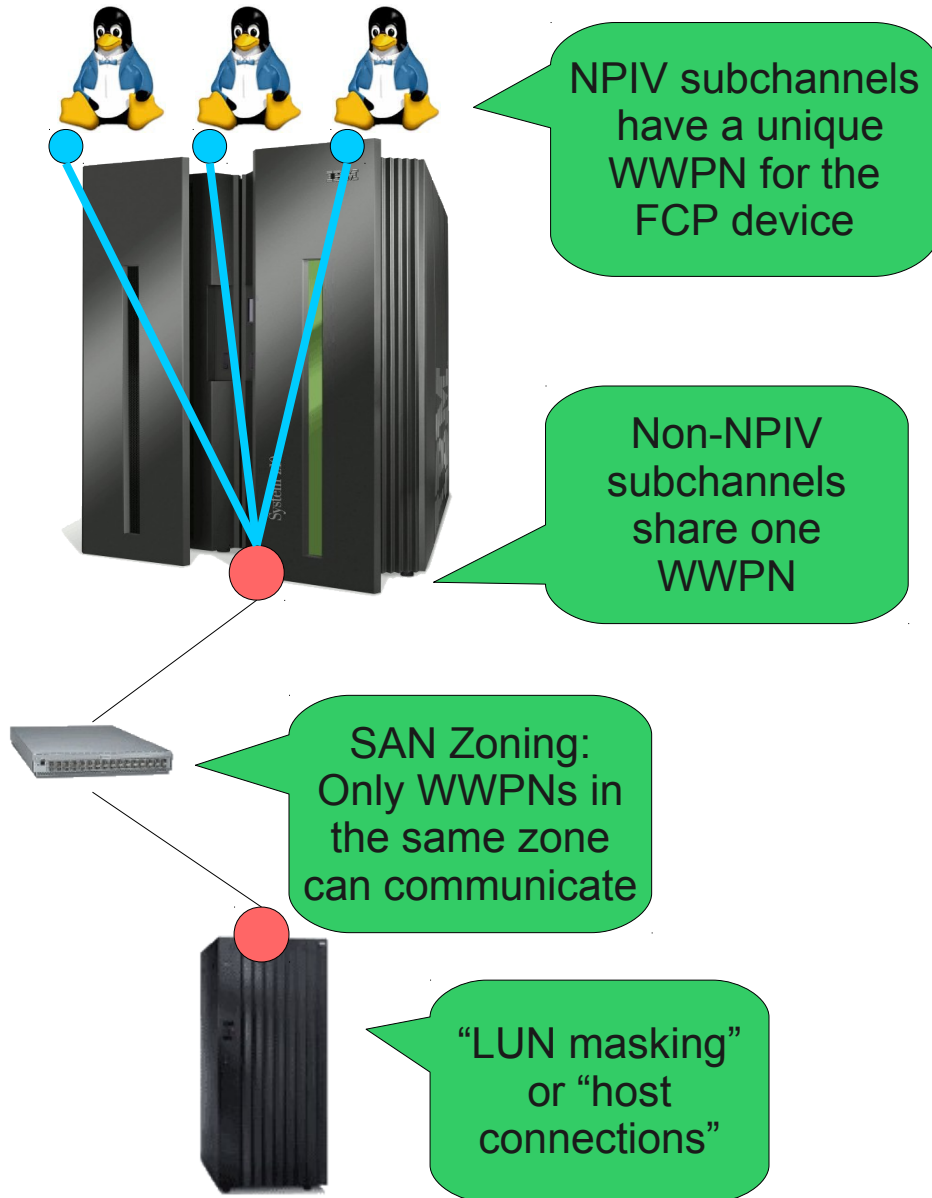 NPIV subchannels
have a unique
WWPN for the
FCP device
IBM
Non-NPIV
subchannels
share one
WWPN
SAN Zoning:
Only WWPNs in
the same zone
can communicate
“LUN masking”
or “host
connections”